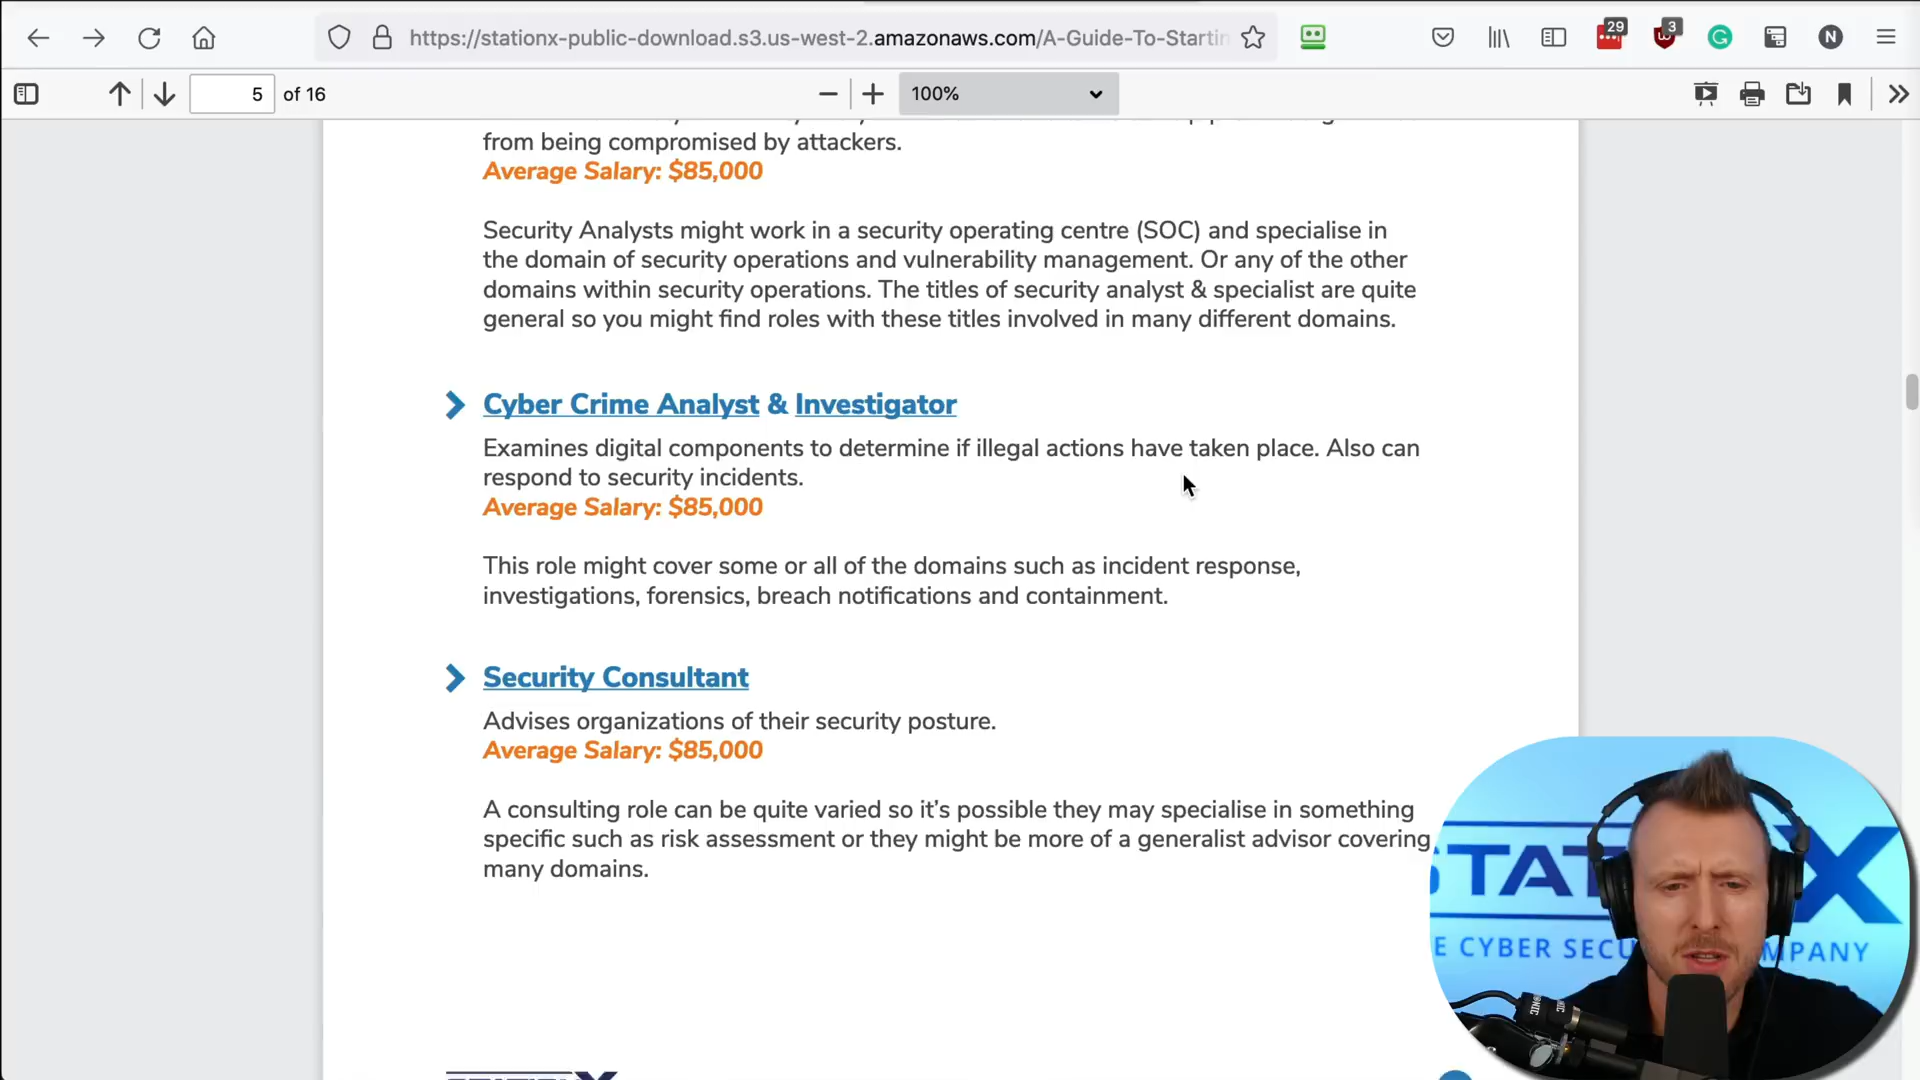 https://stationx-public-download.s3.us-west-2.amazonaws.com/A-Guide-To-Startin
29
3
N
5 of 16
100%
from being compromised by attackers.
Average Salary: $85,000
Security Analysts might work in a security operating centre (SOC) and specialise in
the domain of security operations and vulnerability management. Or any of the other
domains within security operations. The titles of security analyst & specialist are quite
general so you might find roles with these titles involved in many different domains.
Cyber Crime Analyst & Investigator
Examines digital components to determine if illegal actions have taken place. Also can
respond to security incidents.
Average Salary: $85,000
This role might cover some or all of the domains such as incident response,
investigations, forensics, breach notifications and containment.
Security Consultant
Advises organizations of their security posture.
Average Salary: $85,000
A consulting role can be quite varied so it's possible they may specialise in something
specific such as risk assessment or they might be more of a generalist advisor covering
many domains.
STAT X
E CYBER SECU MPANY